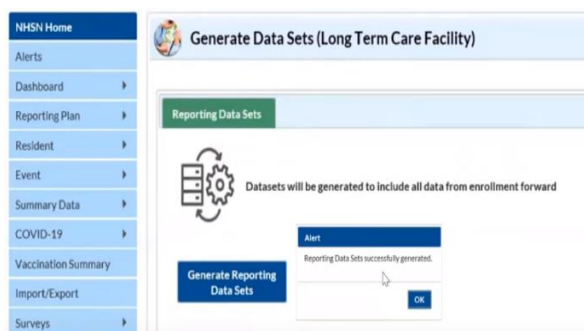 NHSN Home
Alerts
Dashboard
Reporting Plan
Resident
Event
Summary Data
COVID-19
Vaccination Summary
Import/Export
Surveys
Generate Data Sets (Long Term Care Facility)
Reporting Data Sets
Datasets will be generated to include all data from enrollment forward
Generate Reporting
Data Sets
Alert
Reporting Data Sets successfully generated.
OK